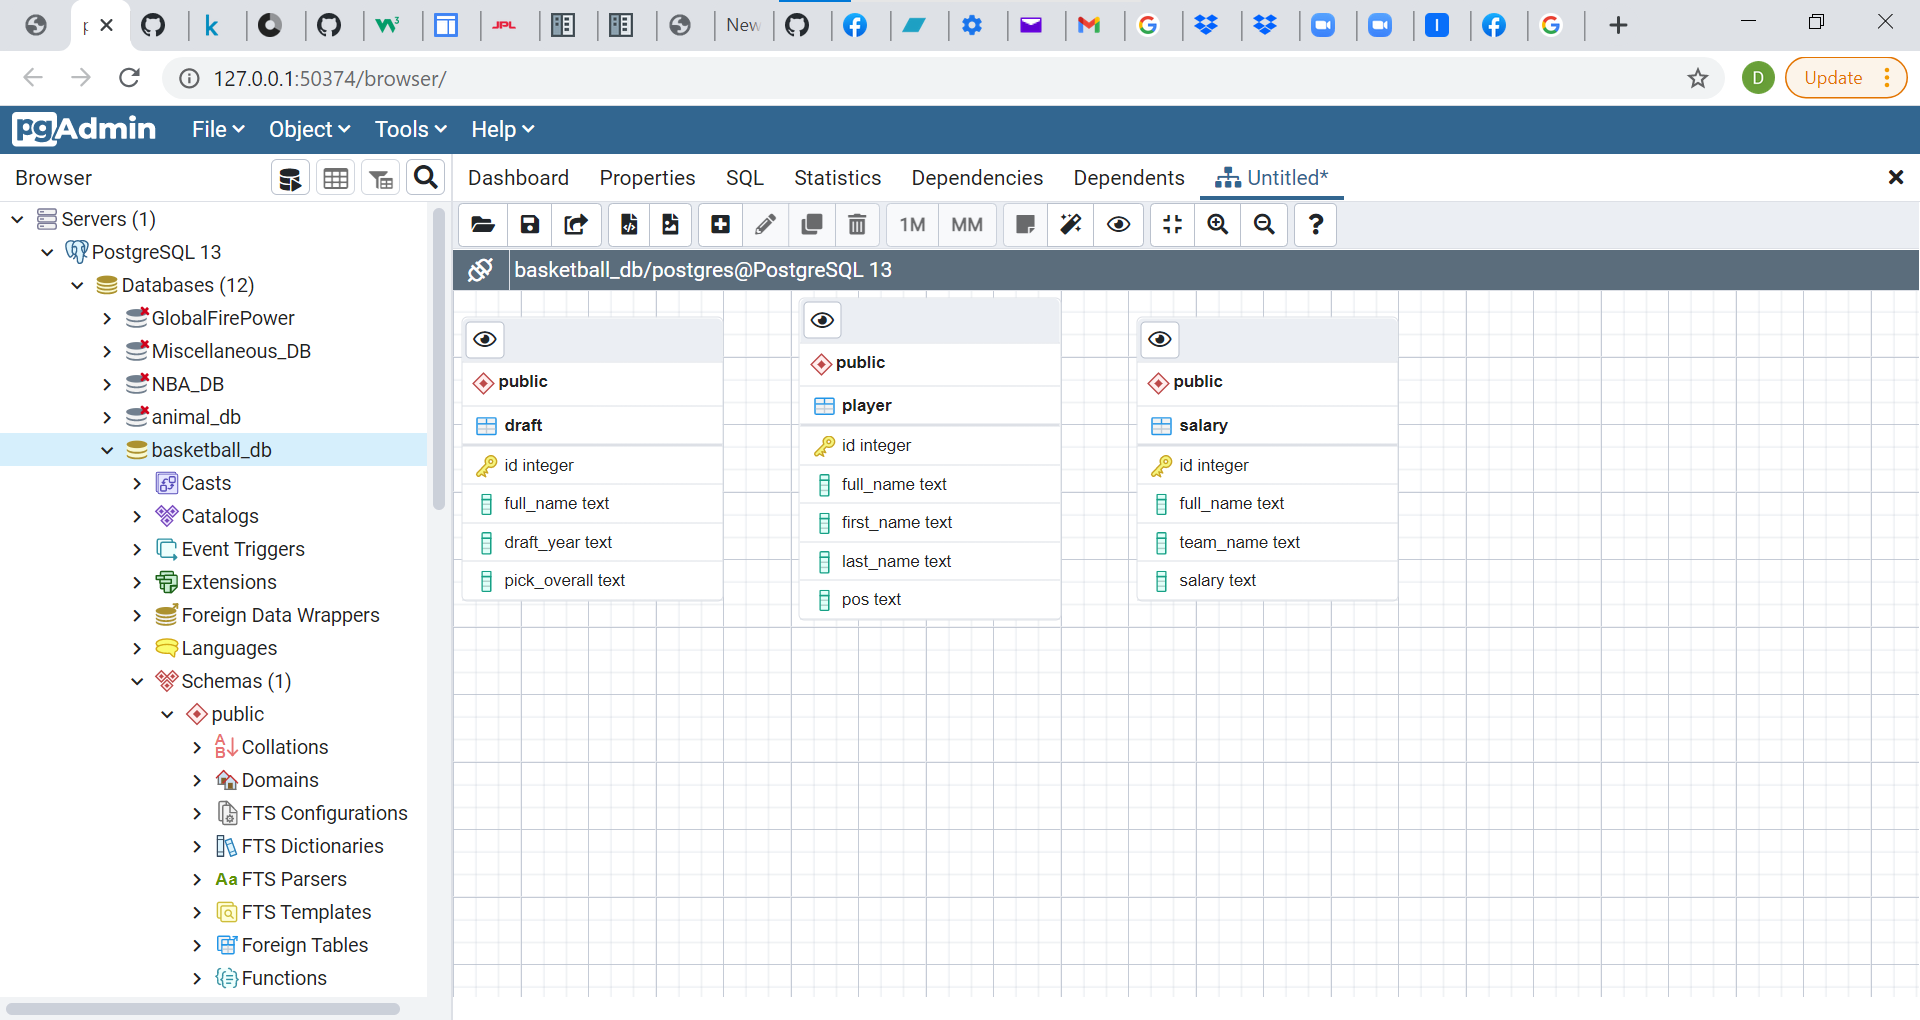 New
127.0.0.1:50374/browser/
D
Update
pgAdmin
File
Object
Tools
Help
Browser
Dashboard
Properties
SQL
Statistics
Dependencies
Dependents
Untitled*
1M
MM
?
basketball_db/postgres@PostgreSQL 13
Servers (1)
PostgreSQL 13
Databases (12)
GlobalFirePower
Miscellaneous_DB
NBA_DB
animal_db
basketball_db
Casts
Catalogs
Event Triggers
Extensions
Foreign Data Wrappers
Languages
Schemas (1)
public
Collations
Domains
FTS Configurations
FTS Dictionaries
Aa FTS Parsers
FTS Templates
Foreign Tables
Functions
public
draft
id integer
full_name text
draft_year text
pick_overall text
public
player
id integer
full_name text
first_name text
last_name text
pos text
public
salary
id integer
full_name text
team_name text
salary text